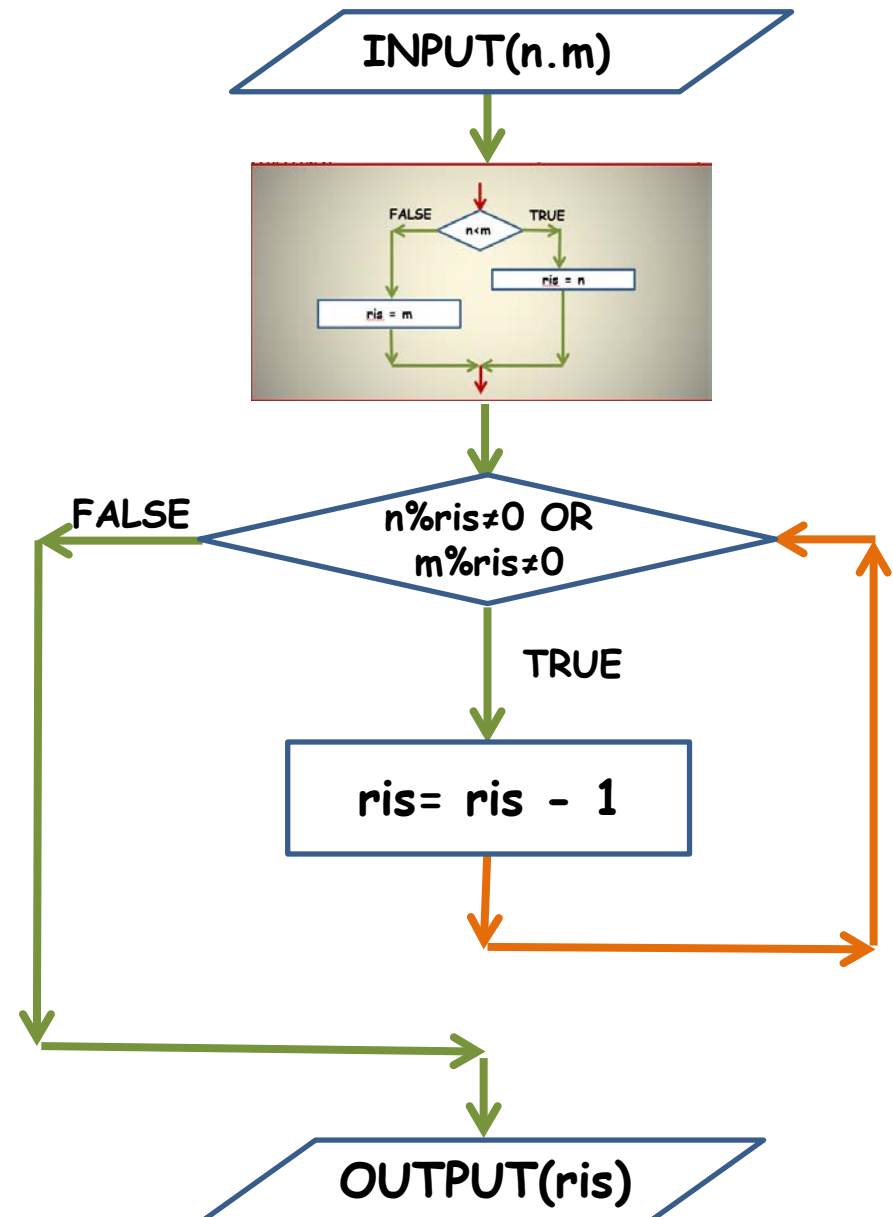 INPUT(n.m)
FALSE
TRUE
n<m
ris = n
ris = m
FALSE
n%ris≠0 OR
m%ris≠0
TRUE
ris= ris - 1
OUTPUT(ris)